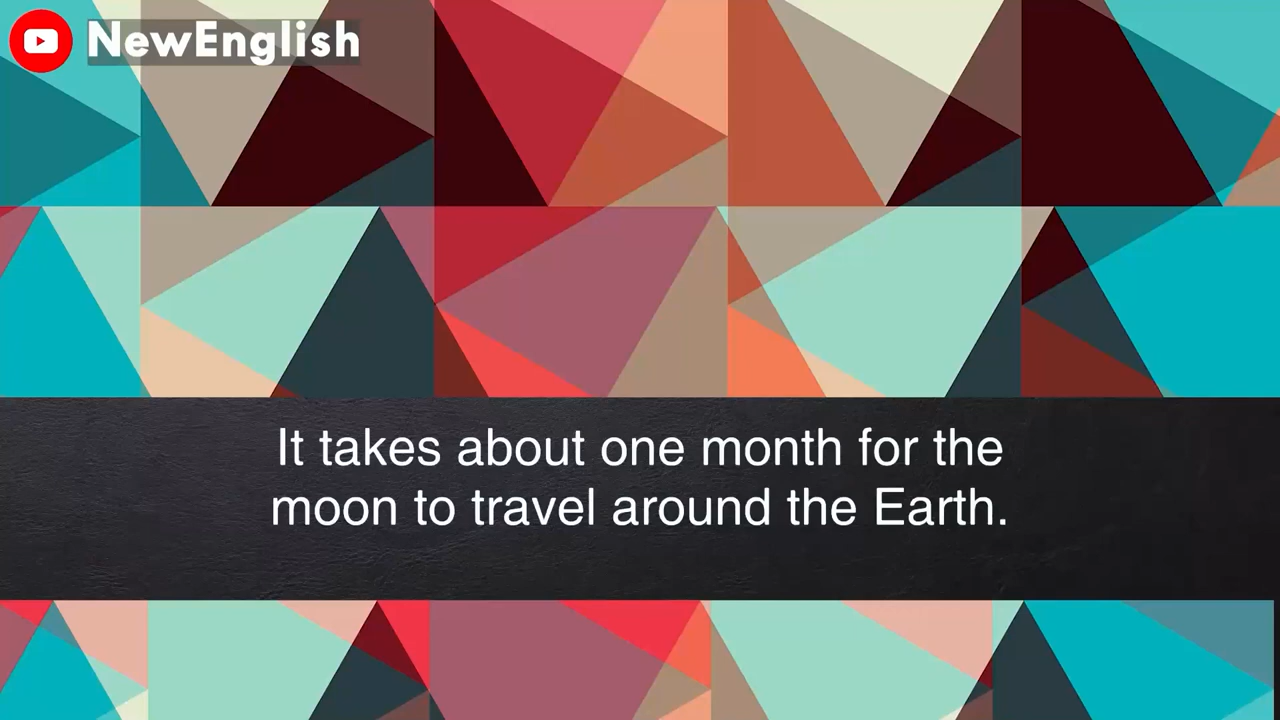 NewEnglish
It takes about one month for the
moon to travel around the Earth.